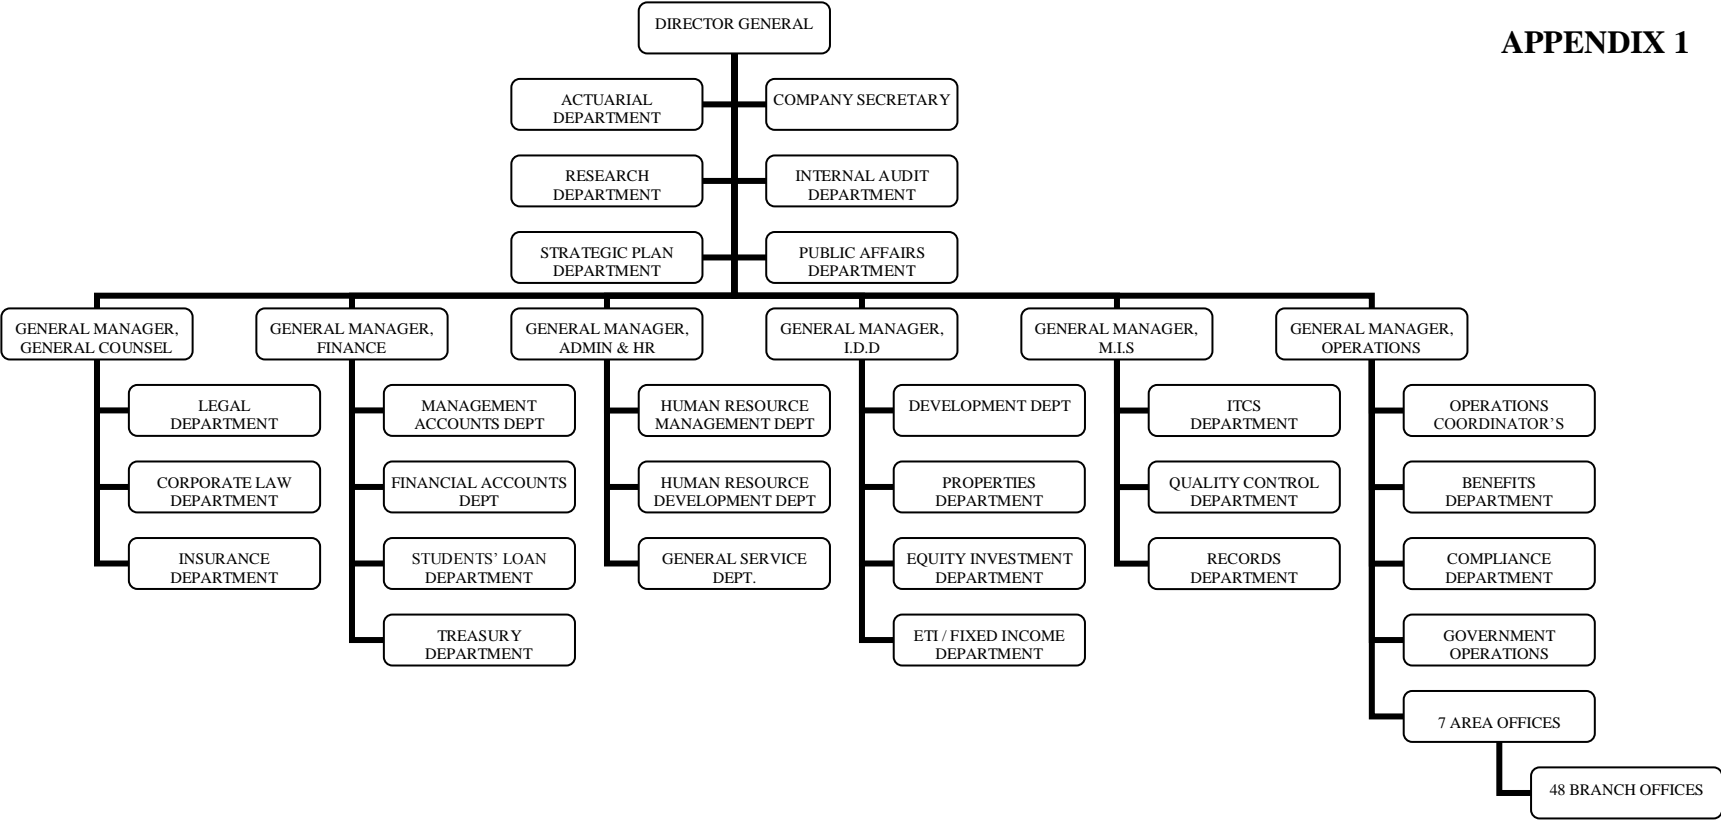 DIRECTOR GENERAL
APPENDIX 1
ACTUARIAL
DEPARTMENT
COMPANY SECRETARY
RESEARCH
DEPARTMENT
INTERNAL AUDIT
DEPARTMENT
STRATEGIC PLAN
DEPARTMENT
PUBLIC AFFAIRS
DEPARTMENT
GENERAL MANAGER,
GENERAL COUNSEL
GENERAL MANAGER,
FINANCE
GENERAL MANAGER,
ADMIN & HR
GENERAL MANAGER,
I.D.D
GENERAL MANAGER,
M.I.S
GENERAL MANAGER,
OPERATIONS
LEGAL
DEPARTMENT
MANAGEMENT
ACCOUNTS DEPT
HUMAN RESOURCE
MANAGEMENT DEPT
DEVELOPMENT DEPT
ITCS
DEPARTMENT
OPERATIONS
COORDINATOR’S
CORPORATE LAW
DEPARTMENT
FINANCIAL ACCOUNTS
DEPT
HUMAN RESOURCE
DEVELOPMENT DEPT
PROPERTIES
DEPARTMENT
QUALITY CONTROL
DEPARTMENT
BENEFITS
DEPARTMENT
INSURANCE
DEPARTMENT
STUDENTS’ LOAN
DEPARTMENT
GENERAL SERVICE
DEPT.
EQUITY INVESTMENT
DEPARTMENT
RECORDS
DEPARTMENT
COMPLIANCE
DEPARTMENT
TREASURY
DEPARTMENT
ETI / FIXED INCOME
DEPARTMENT
GOVERNMENT
OPERATIONS
7 AREA OFFICES
48 BRANCH OFFICES